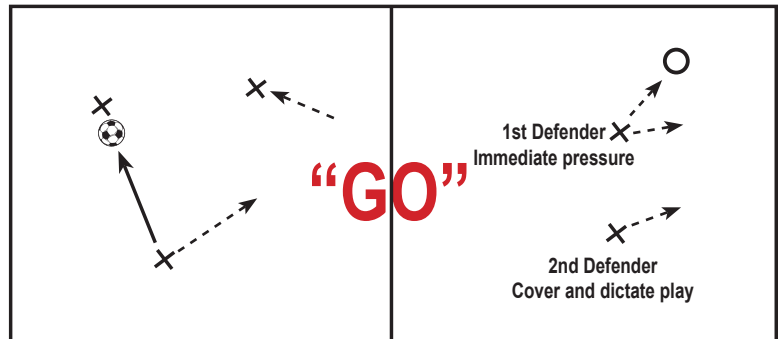 “GO”
1st Defender
Immediate pressure
2nd Defender
Cover and dictate play